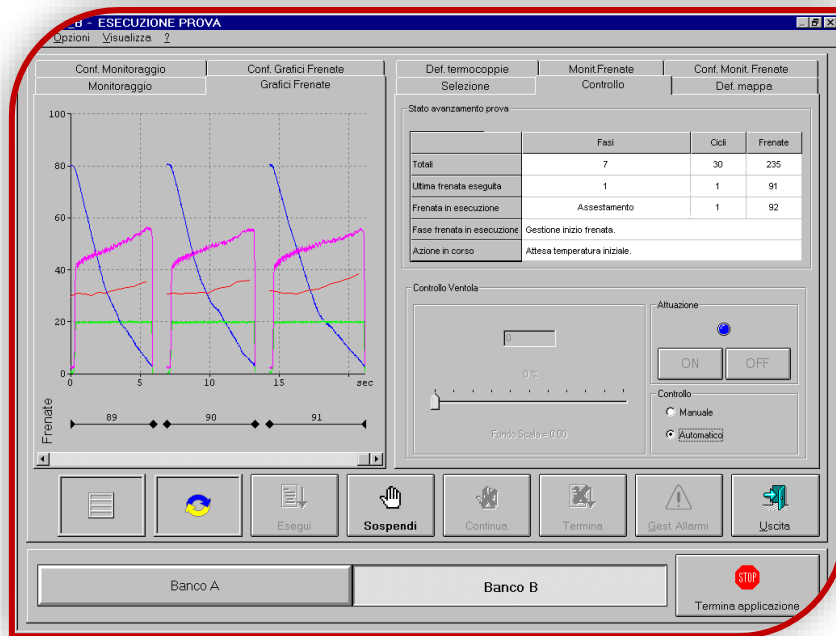 _B - ESECUZIONE PROVA
Opzioni Visualizza ?
Conf. Monitoraggio Conf. Grafici Frenate
Monitoraggio Grafici Frenate
Def. termocoppie Monit.Frenate Conf. Monit. Frenate
Selezione Controllo Def. mappa
100
80
60
40
20
0
0 5 10 15 sec
Frenate
89 90 91
Stato avanzamento prova
Fasi Cicli Frenate
Totali 7 30 235
Ultima frenata eseguita 1 1 91
Frenata in esecuzione Assestamento 1 92
Fase frenata in esecuzione Gestione inizio frenata.
Azione in corso Attesa temperatura iniziale.
Controllo Ventola
0
0 %
Fondo Scala = 0.00
Attuazione
ON OFF
Controllo
Manuale
Automatico
Esegui Sospendi Continua Termina Gest. Allarmi Uscita
Banco A Banco B
STOP
Termina applicazione